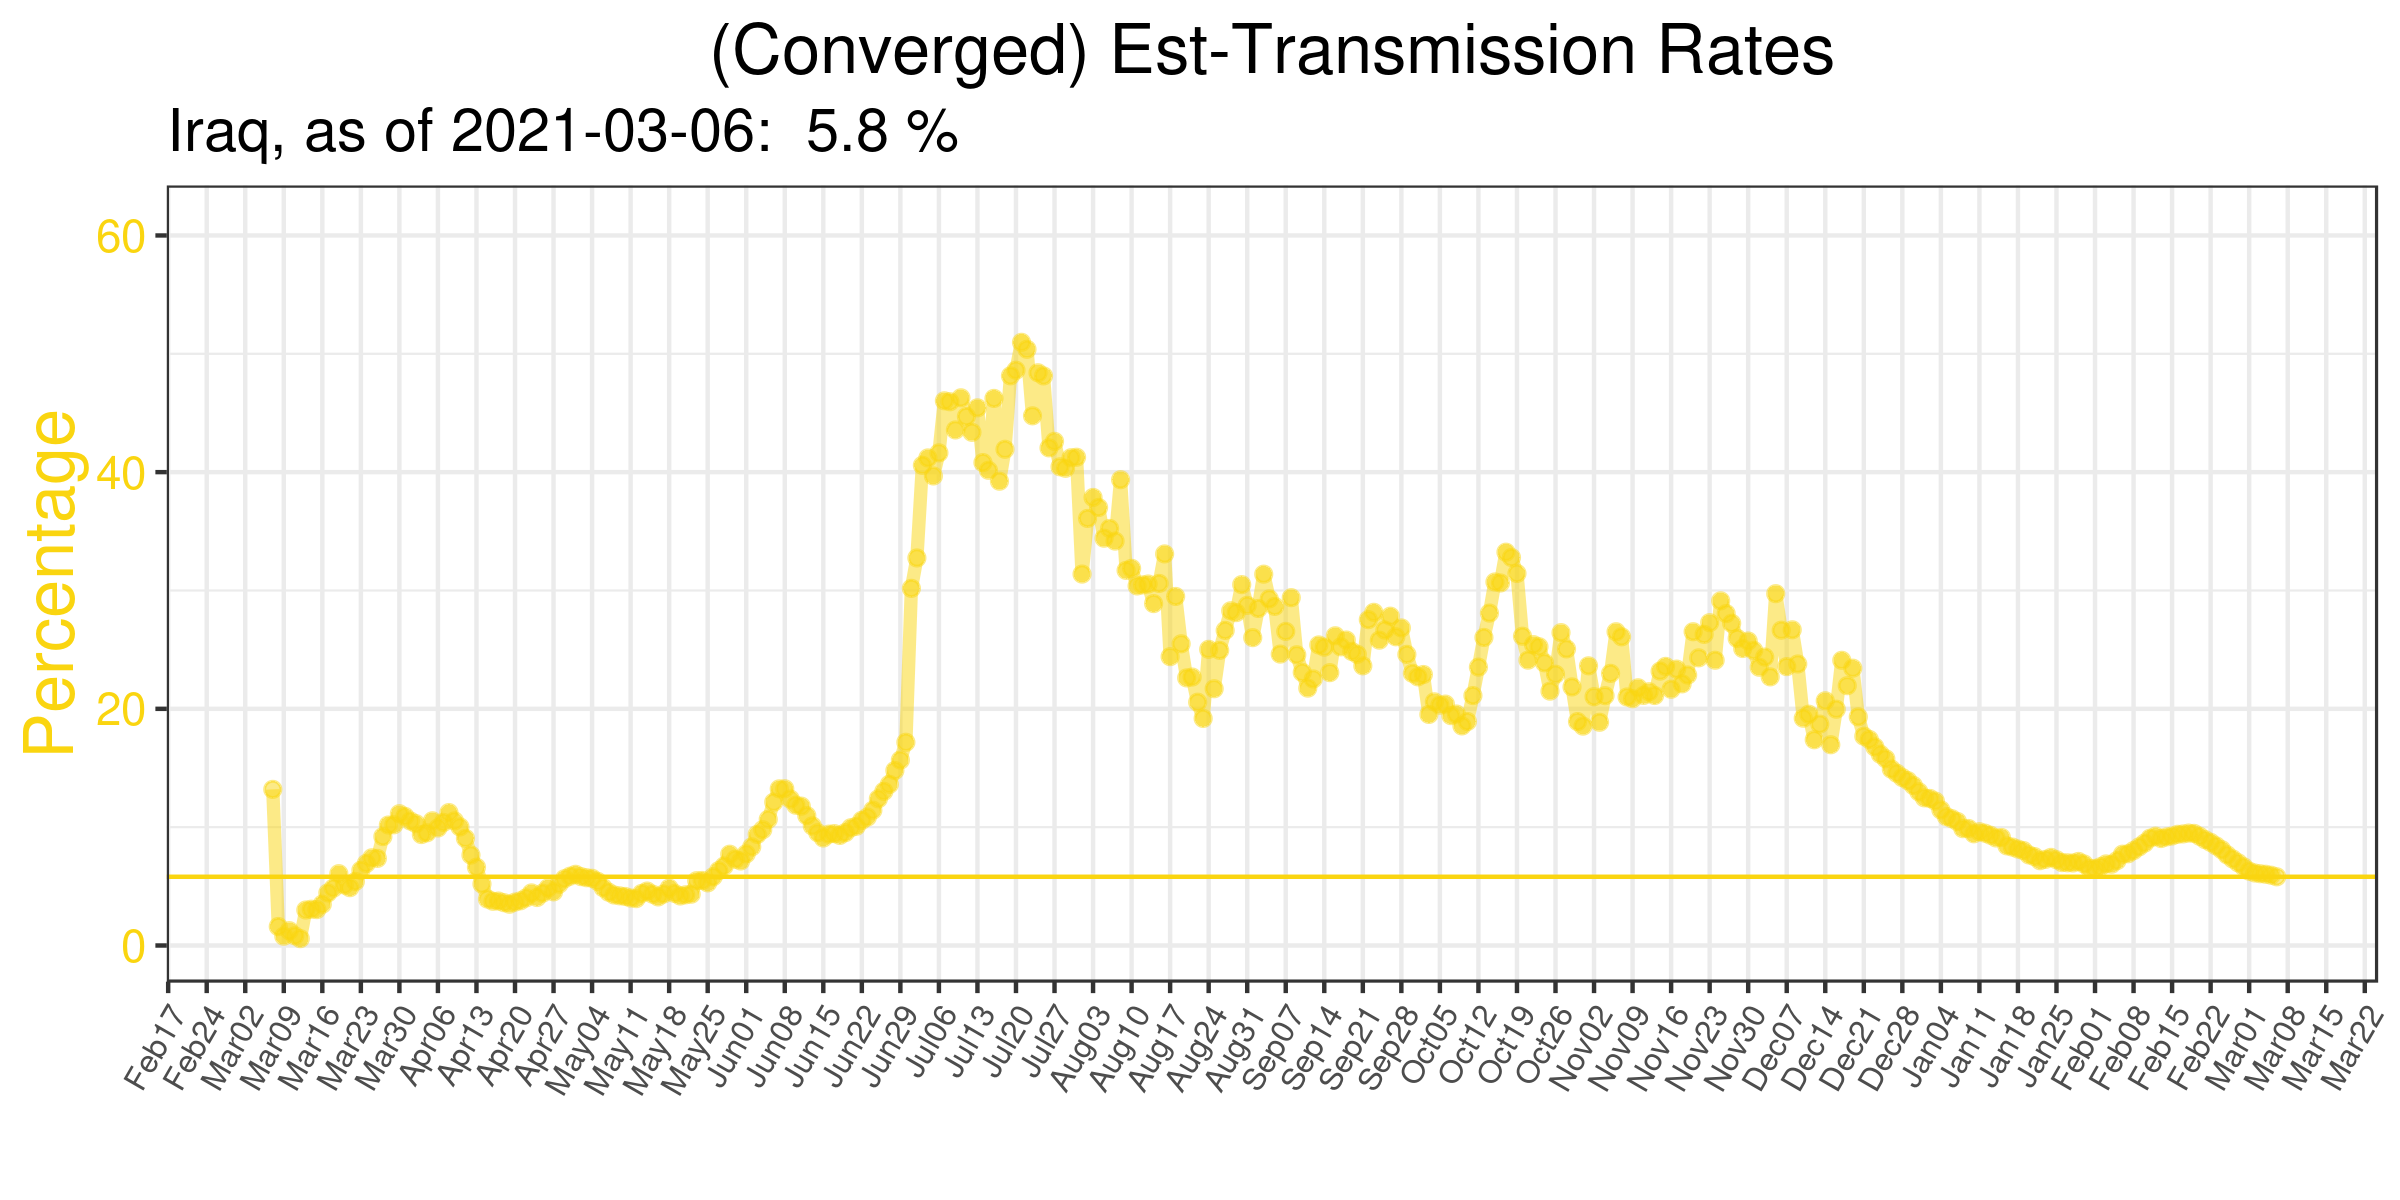 (Converged) Est-Transmission Rates
Iraq, as of 2021-03-06:  5.8 %
Percentage
60
40
20
0
Feb17
Feb24
Mar02
Mar09
Mar16
Mar23
Mar30
Apr06
Apr13
Apr20
Apr27
May04
May11
May18
May25
Jun01
Jun08
Jun15
Jun22
Jun29
Jul06
Jul13
Jul20
Jul27
Aug03
Aug10
Aug17
Aug24
Aug31
Sep07
Sep14
Sep21
Sep28
Oct05
Oct12
Oct19
Oct26
Nov02
Nov09
Nov16
Nov23
Nov30
Dec07
Dec14
Dec21
Dec28
Jan04
Jan11
Jan18
Jan25
Feb01
Feb08
Feb15
Feb22
Mar01
Mar08
Mar15
Mar22